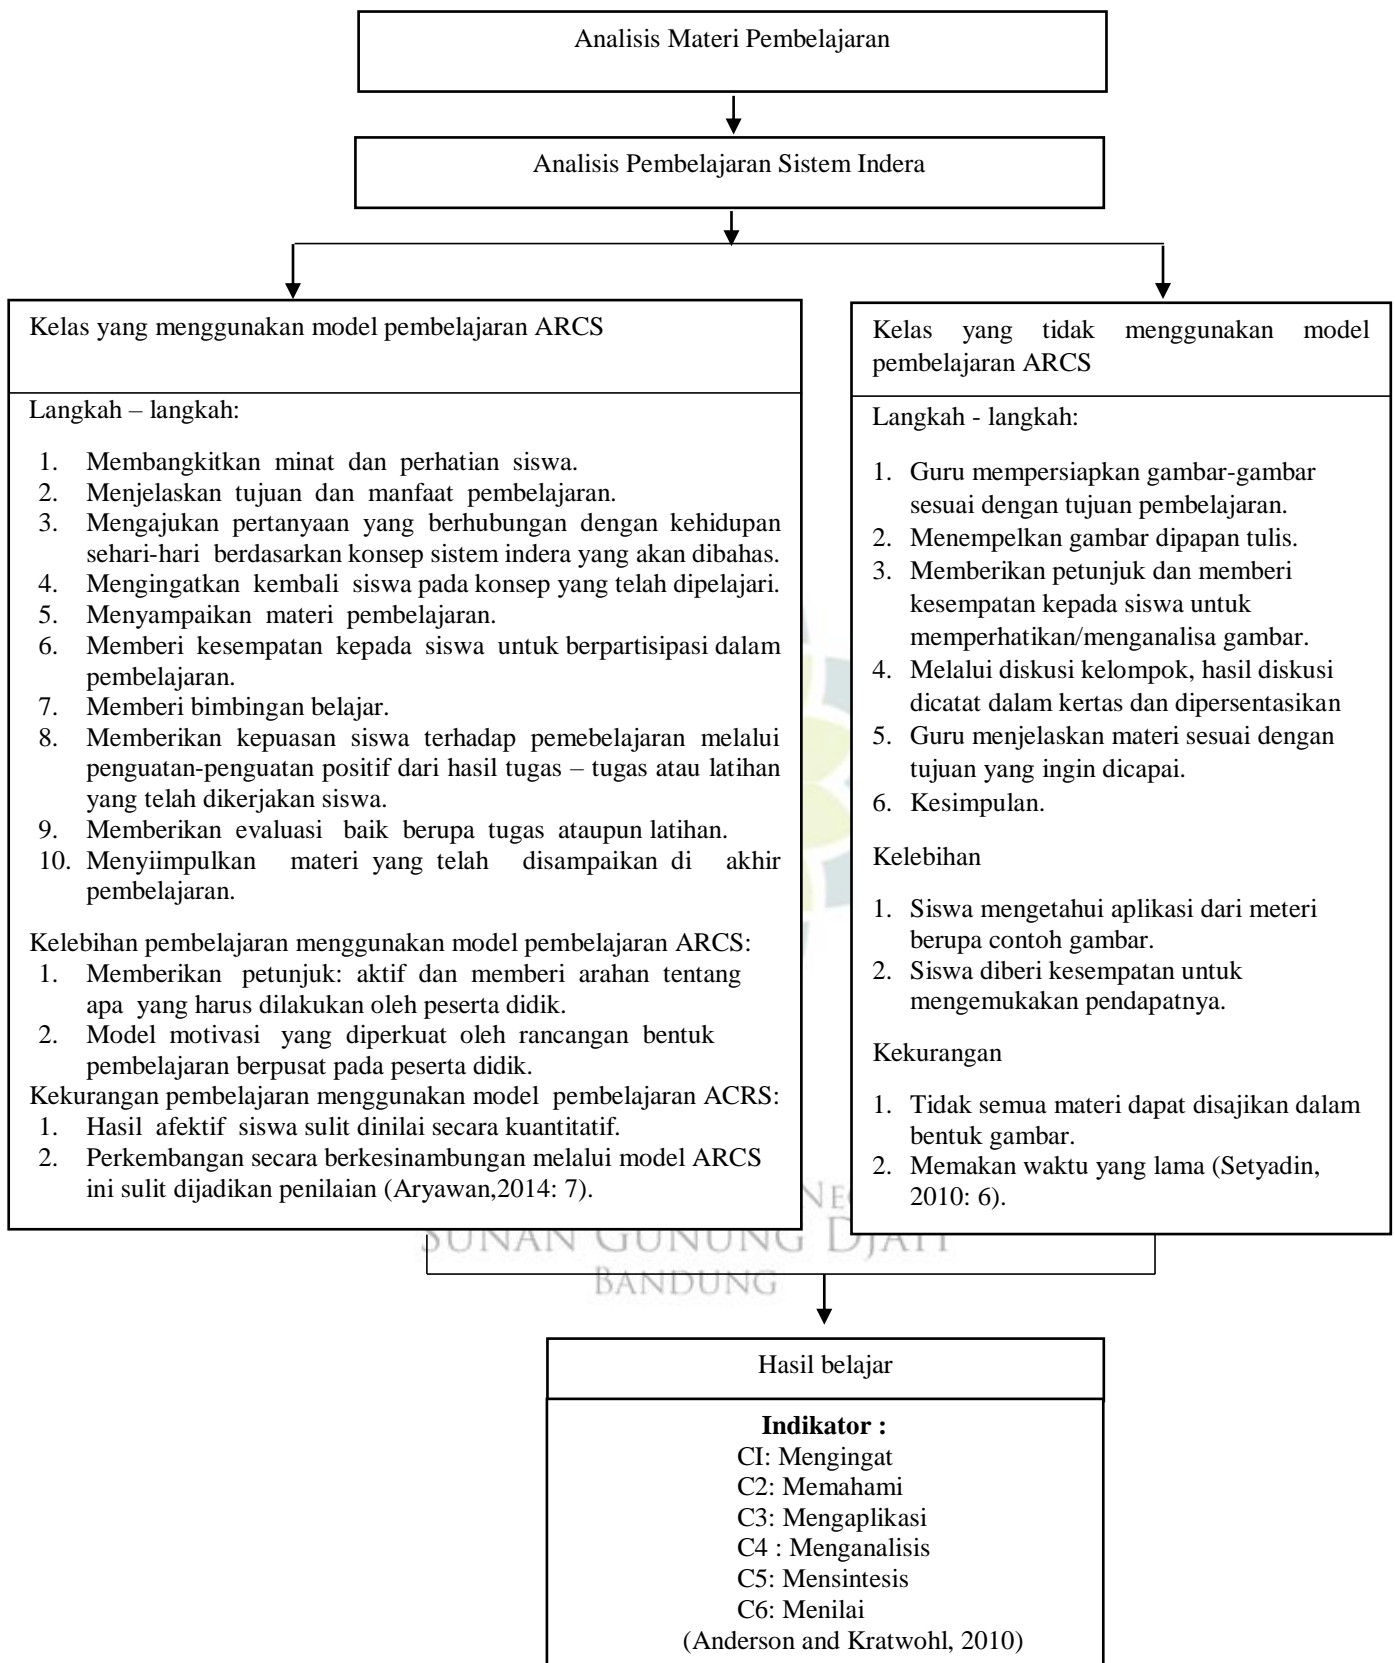 Analisis Materi Pembelajaran
Analisis Pembelajaran Sistem Indera
Kelas yang menggunakan model pembelajaran ARCS
Langkah – langkah:
1. Membangkitkan minat dan perhatian siswa.
2. Menjelaskan tujuan dan manfaat pembelajaran.
3. Mengajukan pertanyaan yang berhubungan dengan kehidupan
sehari-hari berdasarkan konsep sistem indera yang akan dibahas.
4. Mengingatkan kembali siswa pada konsep yang telah dipelajari.
5. Menyampaikan materi pembelajaran.
6. Memberi kesempatan kepada siswa untuk berpartisipasi dalam
pembelajaran.
7. Memberi bimbingan belajar.
8. Memberikan kepuasan siswa terhadap pemebelajaran melalui
penguatan-penguatan positif dari hasil tugas – tugas atau latihan
yang telah dikerjakan siswa.
9. Memberikan evaluasi baik berupa tugas ataupun latihan.
10. Menyiimpulkan materi yang telah disampaikan di akhir
pembelajaran.
Kelebihan pembelajaran menggunakan model pembelajaran ARCS:
1. Memberikan petunjuk: aktif dan memberi arahan tentang
apa yang harus dilakukan oleh peserta didik.
2. Model motivasi yang diperkuat oleh rancangan bentuk
pembelajaran berpusat pada peserta didik.
Kekurangan pembelajaran menggunakan model pembelajaran ACRS:
1. Hasil afektif siswa sulit dinilai secara kuantitatif.
2. Perkembangan secara berkesinambungan melalui model ARCS
ini sulit dijadikan penilaian (Aryawan,2014: 7).
Kelas yang tidak menggunakan model
pembelajaran ARCS
Langkah - langkah:
1. Guru mempersiapkan gambar-gambar
sesuai dengan tujuan pembelajaran.
2. Menempelkan gambar dipapan tulis.
3. Memberikan petunjuk dan memberi
kesempatan kepada siswa untuk
memperhatikan/menganalisa gambar.
4. Melalui diskusi kelompok, hasil diskusi
dicatat dalam kertas dan dipersentasikan
5. Guru menjelaskan materi sesuai dengan
tujuan yang ingin dicapai.
6. Kesimpulan.
Kelebihan
1. Siswa mengetahui aplikasi dari meteri
berupa contoh gambar.
2. Siswa diberi kesempatan untuk
mengemukakan pendapatnya.
Kekurangan
1. Tidak semua materi dapat disajikan dalam
bentuk gambar.
2. Memakan waktu yang lama (Setyadin,
2010: 6).
SUNAN GUNUNG DJATI
BANDUNG
Hasil belajar
Indikator :
CI: Mengingat
C2: Memahami
C3: Mengaplikasi
C4 : Menganalisis
C5: Mensintesis
C6: Menilai
(Anderson and Kratwohl, 2010)